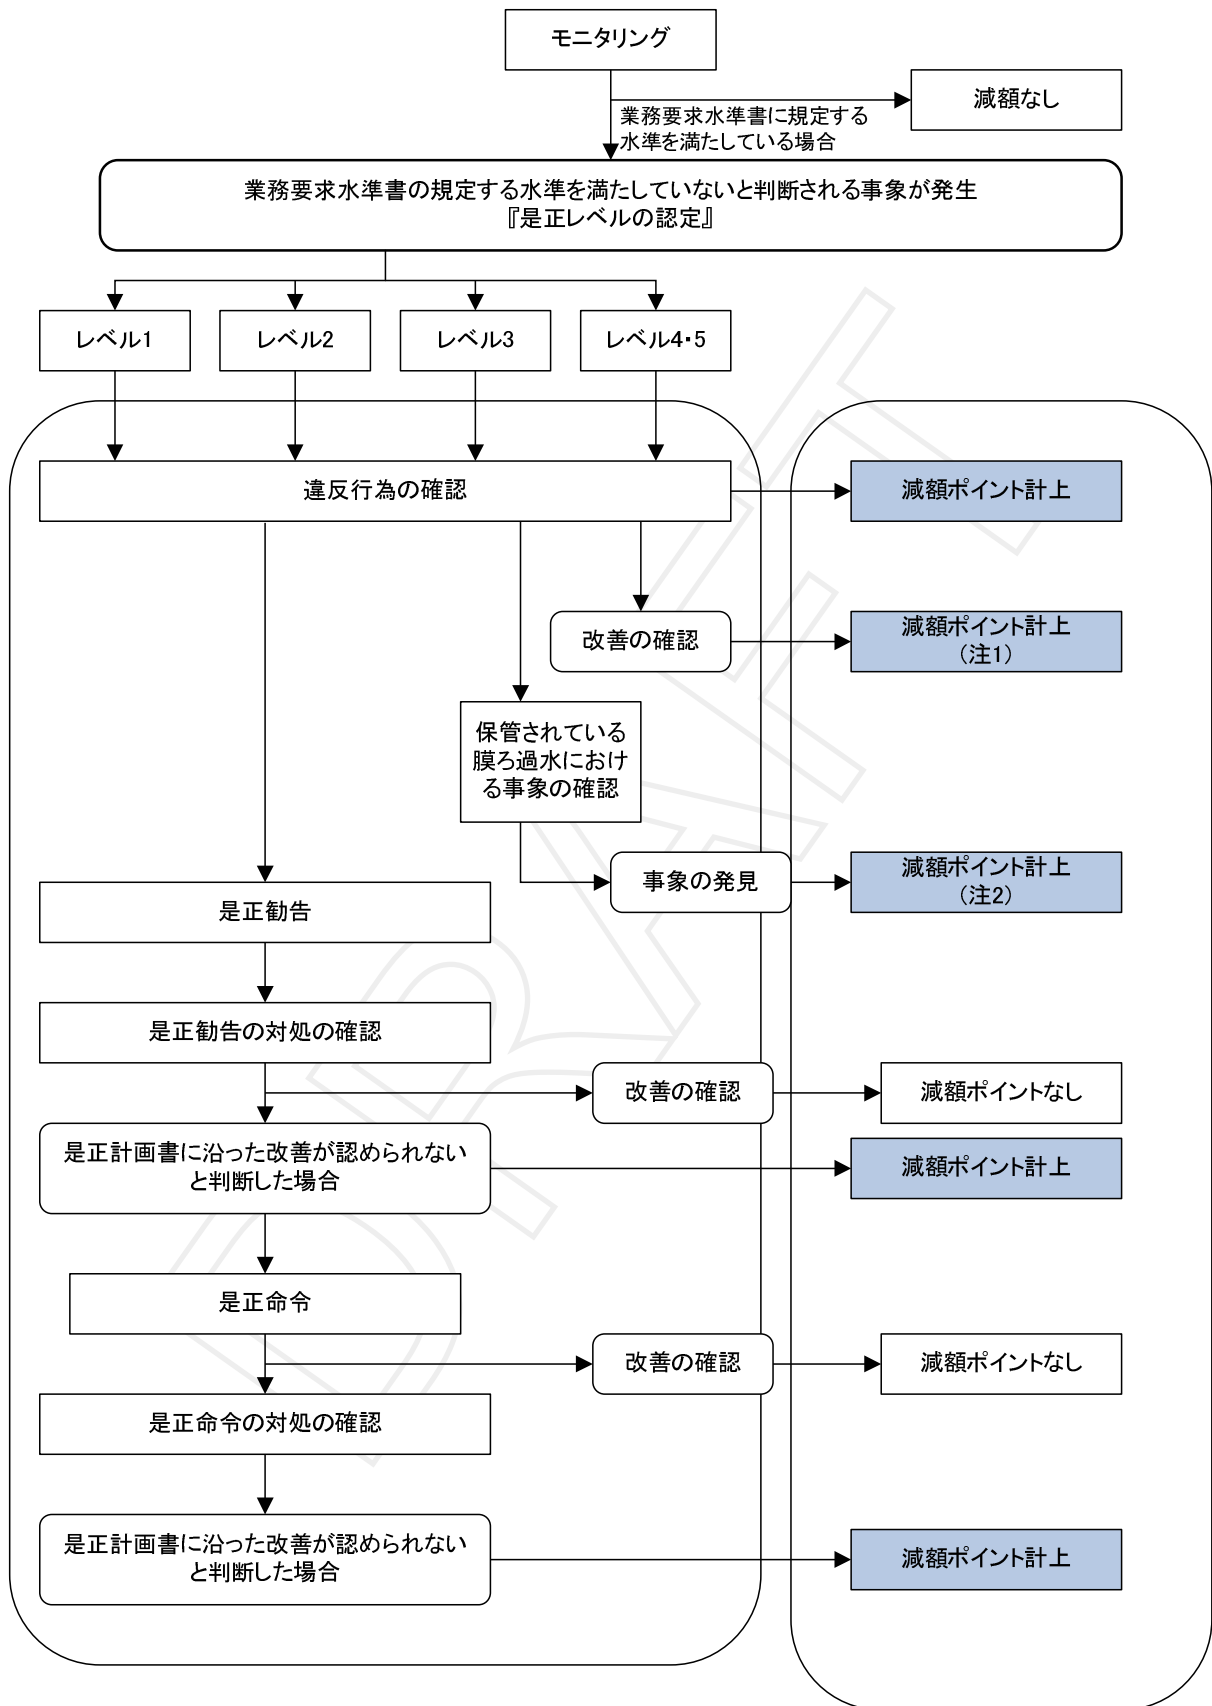 モニタリング
減額なし
業務要求水準書に規定する
水準を満たしている場合
業務要求水準書の規定する水準を満たしていないと判断される事象が発生
『是正レベルの認定』
レベル1
レベル2
レベル3
レベル4・5
違反行為の確認
減額ポイント計上
改善の確認
減額ポイント計上
（注1）
保管されている
膜ろ過水におけ
る事象の確認
事象の発見
減額ポイント計上
（注2）
是正勧告
是正勧告の対処の確認
改善の確認
減額ポイントなし
是正計画書に沿った改善が認められない
と判断した場合
減額ポイント計上
是正命令
改善の確認
減額ポイントなし
是正命令の対処の確認
是正計画書に沿った改善が認められない
と判断した場合
減額ポイント計上
DRAFT